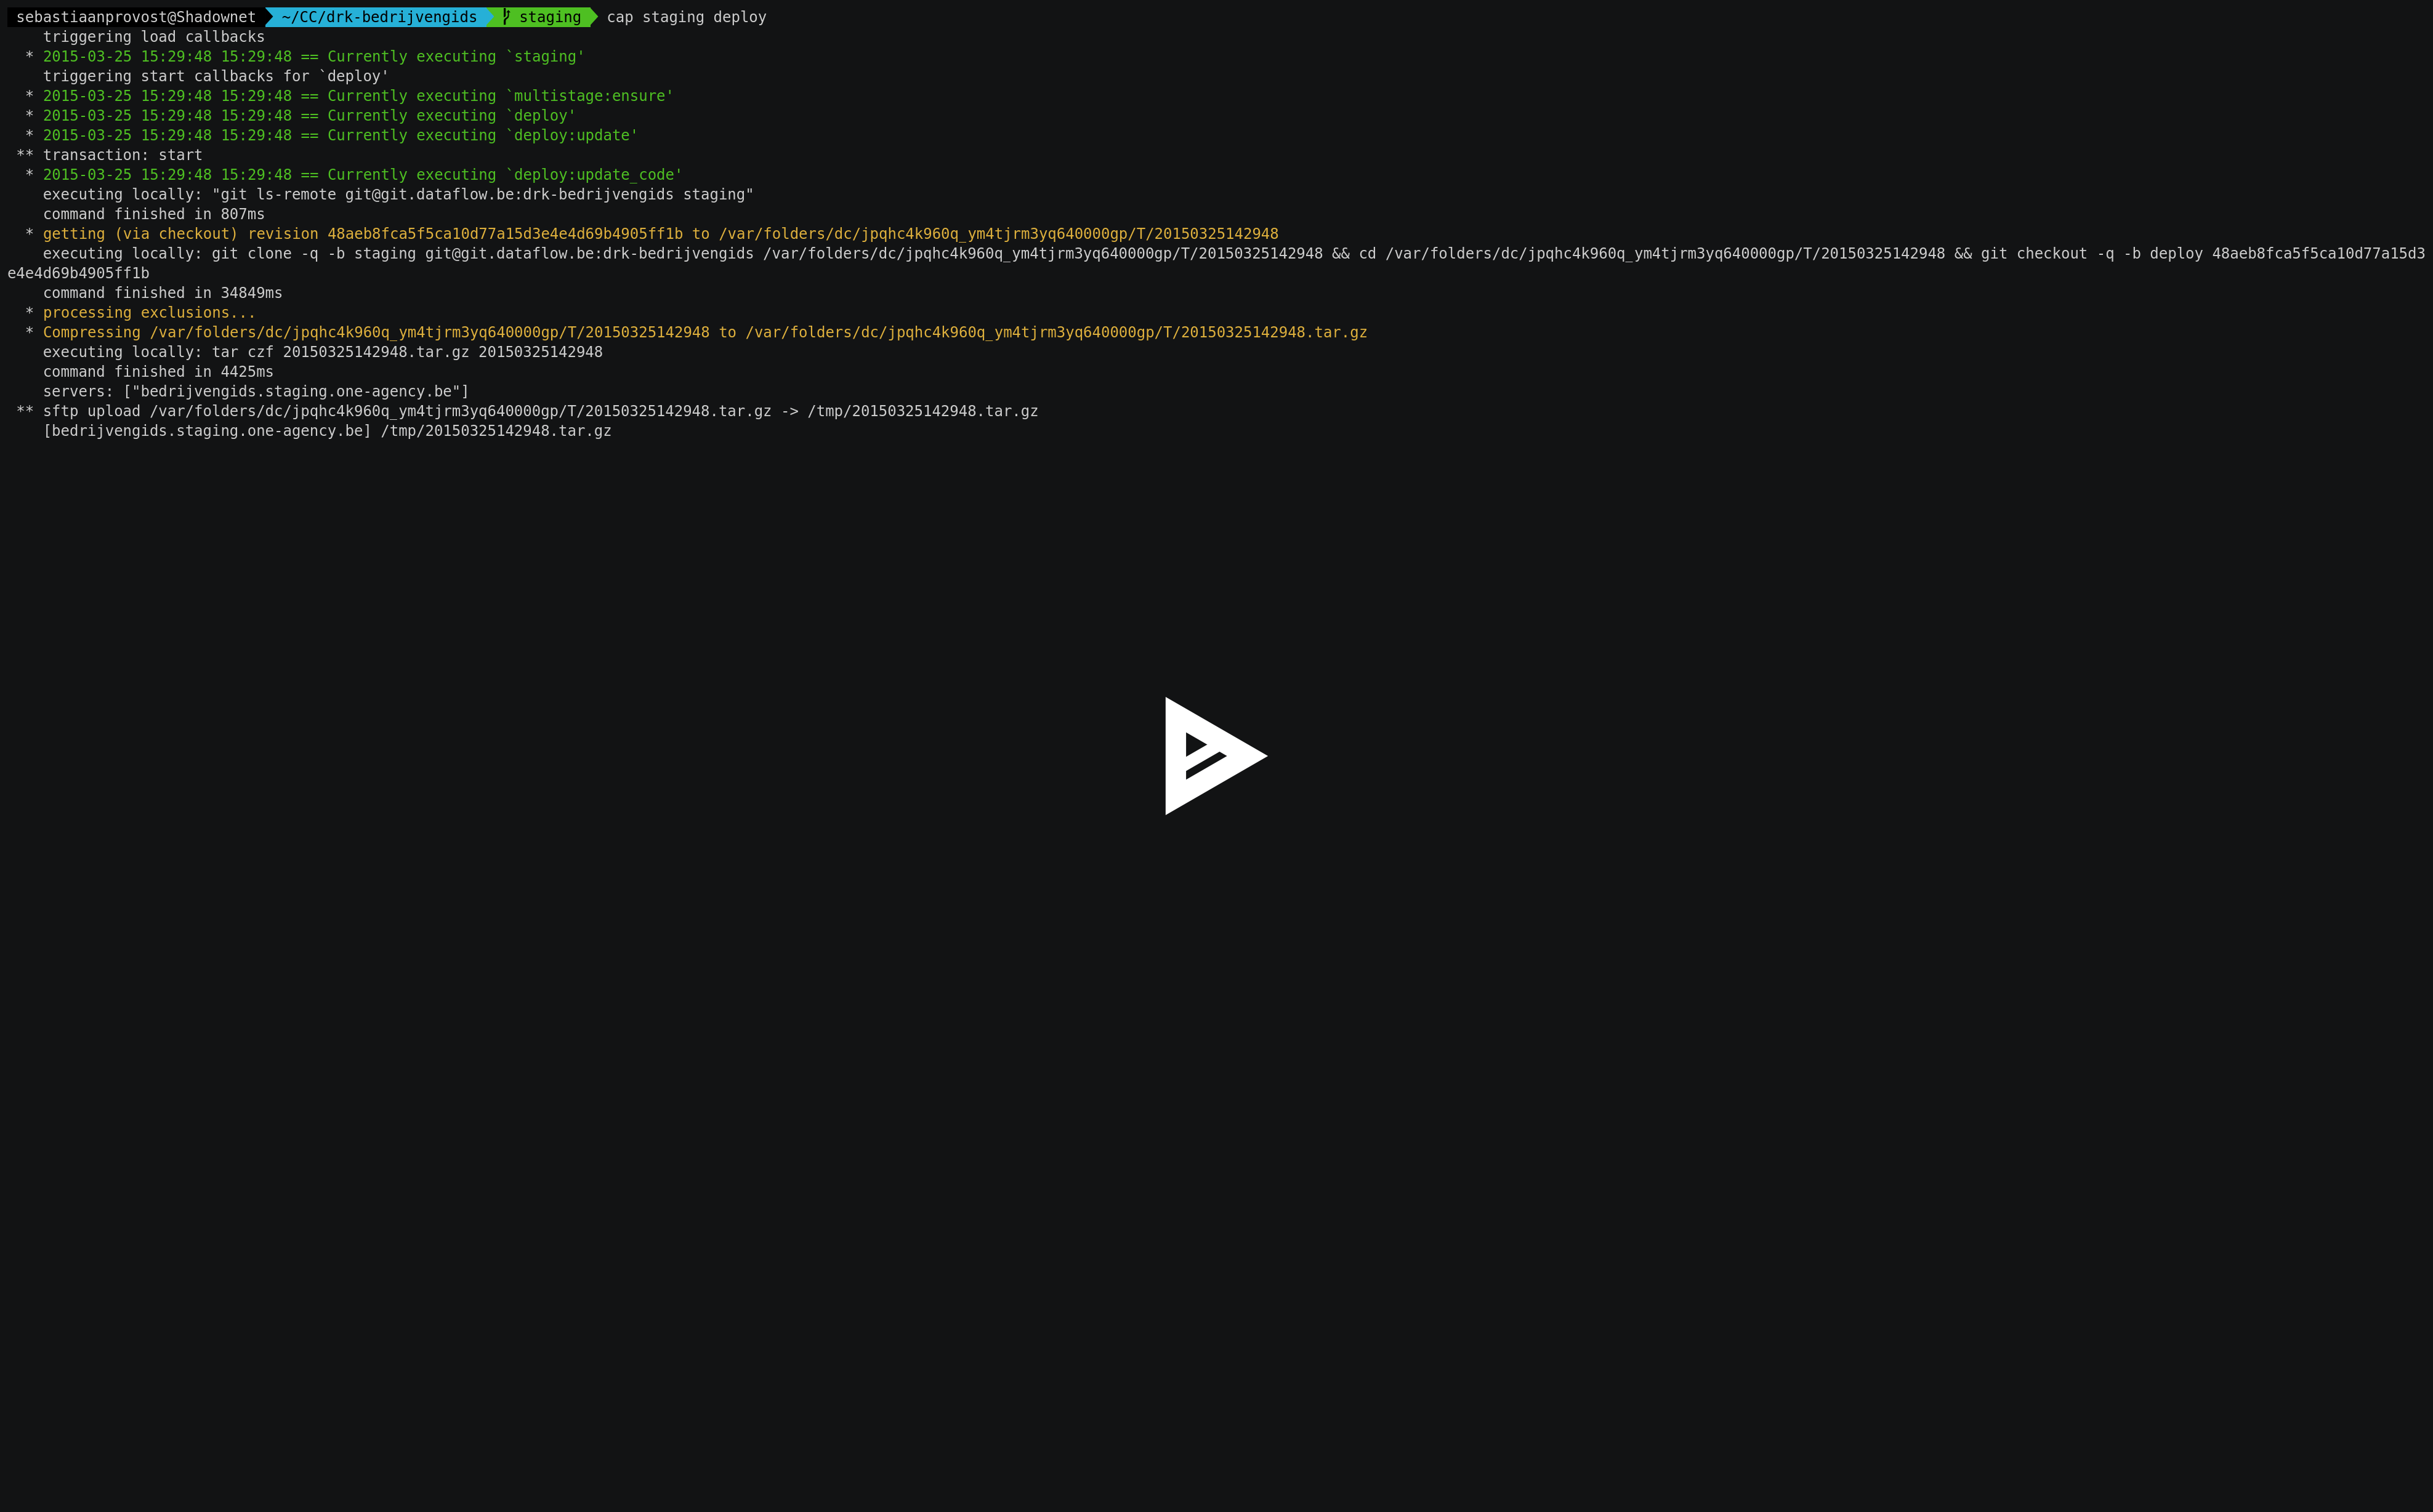 sebastiaanprovost@Shadownet ~/CC/drk-bedrijvengids staging cap staging deploy
triggering load callbacks
* 2015-03-25 15:29:48 15:29:48 == Currently executing `staging'
triggering start callbacks for `deploy'
* 2015-03-25 15:29:48 15:29:48 == Currently executing `multistage:ensure'
* 2015-03-25 15:29:48 15:29:48 == Currently executing `deploy'
* 2015-03-25 15:29:48 15:29:48 == Currently executing `deploy:update'
** transaction: start
* 2015-03-25 15:29:48 15:29:48 == Currently executing `deploy:update_code'
executing locally: "git ls-remote git@git.dataflow.be:drk-bedrijvengids staging"
command finished in 807ms
* getting (via checkout) revision 48aeb8fca5f5ca10d77a15d3e4e4d69b4905ff1b to /var/folders/dc/jpqhc4k960q_ym4tjrm3yq640000gp/T/20150325142948
executing locally: git clone -q -b staging git@git.dataflow.be:drk-bedrijvengids /var/folders/dc/jpqhc4k960q_ym4tjrm3yq640000gp/T/20150325142948 && cd /var/folders/dc/jpqhc4k960q_ym4tjrm3yq640000gp/T/20150325142948 && git checkout -q -b deploy 48aeb8fca5f5ca10d77a15d3
e4e4d69b4905ff1b
command finished in 34849ms
* processing exclusions...
* Compressing /var/folders/dc/jpqhc4k960q_ym4tjrm3yq640000gp/T/20150325142948 to /var/folders/dc/jpqhc4k960q_ym4tjrm3yq640000gp/T/20150325142948.tar.gz
executing locally: tar czf 20150325142948.tar.gz 20150325142948
command finished in 4425ms
servers: ["bedrijvengids.staging.one-agency.be"]
** sftp upload /var/folders/dc/jpqhc4k960q_ym4tjrm3yq640000gp/T/20150325142948.tar.gz -> /tmp/20150325142948.tar.gz
[bedrijvengids.staging.one-agency.be] /tmp/20150325142948.tar.gz